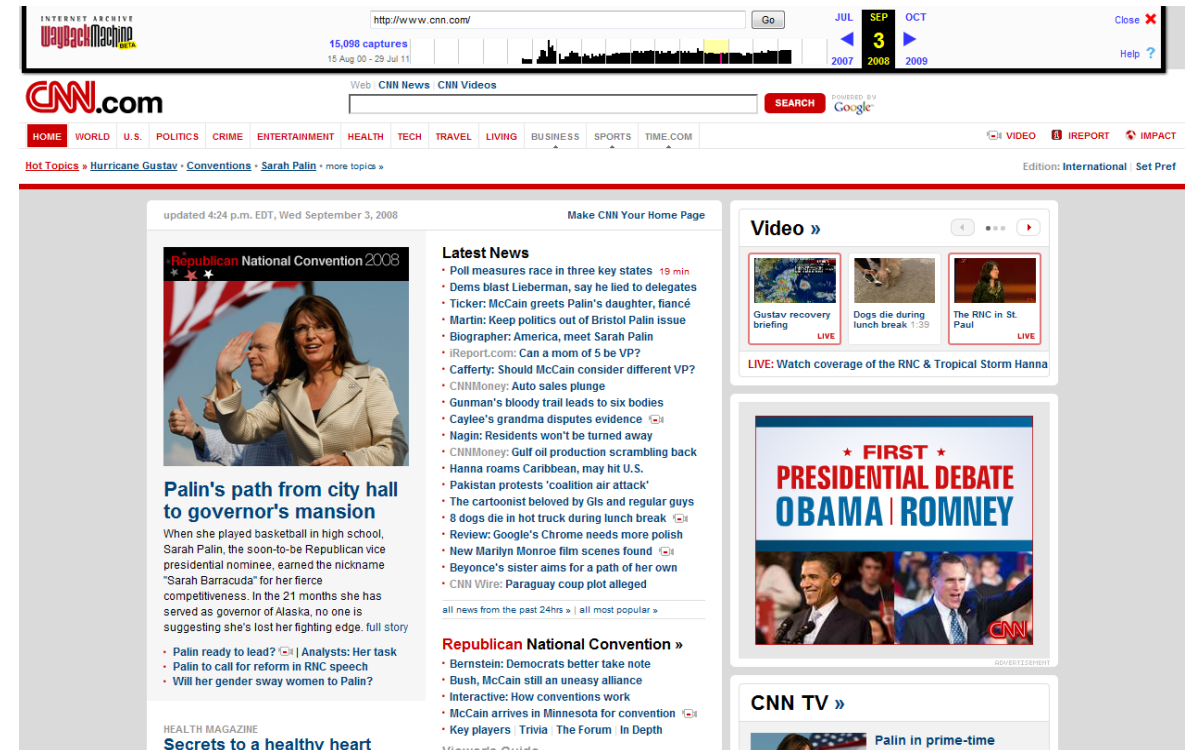 INTERNET ARCHIVE
WayBackMachine
BETA
http://www.cnn.com/
Go
15,098 captures
15 Aug 00 - 29 Jul 11
JUL SEP OCT
3
2007 2008 2009
Close
Help ?
CNN.com
Web | CNN News | CNN Videos
SEARCH
POWERED BY
Google
HOME WORLD U.S. POLITICS CRIME ENTERTAINMENT HEALTH TECH TRAVEL LIVING BUSINESS SPORTS TIME.COM
VIDEO IREPORT IMPACT
Hot Topics » Hurricane Gustav • Conventions • Sarah Palin • more topics »
Edition: International | Set Pref
updated 4:24 p.m. EDT, Wed September 3, 2008
Make CNN Your Home Page
Republican National Convention 2008
Palin's path from city hall
to governor's mansion
When she played basketball in high school,
Sarah Palin, the soon-to-be Republican vice
presidential nominee, earned the nickname
"Sarah Barracuda" for her fierce
competitiveness. In the 21 months she has
served as governor of Alaska, no one is
suggesting she's lost her fighting edge. full story
• Palin ready to lead? | Analysts: Her task
• Palin to call for reform in RNC speech
• Will her gender sway women to Palin?
HEALTH MAGAZINE
Secrets to a healthy heart
Latest News
• Poll measures race in three key states 19 min
• Dems blast Lieberman, say he lied to delegates
• Ticker: McCain greets Palin's daughter, fiancé
• Martin: Keep politics out of Bristol Palin issue
• Biographer: America, meet Sarah Palin
• iReport.com: Can a mom of 5 be VP?
• Cafferty: Should McCain consider different VP?
• CNNMoney: Auto sales plunge
• Gunman's bloody trail leads to six bodies
• Caylee's grandma disputes evidence
• Nagin: Residents won't be turned away
• CNNMoney: Gulf oil production scrambling back
• Hanna roams Caribbean, may hit U.S.
• Pakistan protests 'coalition air attack'
• The cartoonist beloved by GIs and regular guys
• 8 dogs die in hot truck during lunch break
• Review: Google's Chrome needs more polish
• New Marilyn Monroe film scenes found
• Beyonce's sister aims for a path of her own
• CNN Wire: Paraguay coup plot alleged
all news from the past 24hrs » | all most popular »
Republican National Convention »
• Bernstein: Democrats better take note
• Bush, McCain still an uneasy alliance
• Interactive: How conventions work
• McCain arrives in Minnesota for convention
• Key players | Trivia | The Forum | In Depth
Viewer's Guide
Video »
Gustav recovery
briefing
LIVE
Dogs die during
lunch break 1:39
The RNC in St.
Paul
LIVE
LIVE: Watch coverage of the RNC & Tropical Storm Hanna
FIRST
PRESIDENTIAL DEBATE
OBAMA | ROMNEY
CNN
ADVERTISEMENT
CNN TV »
Palin in prime-time